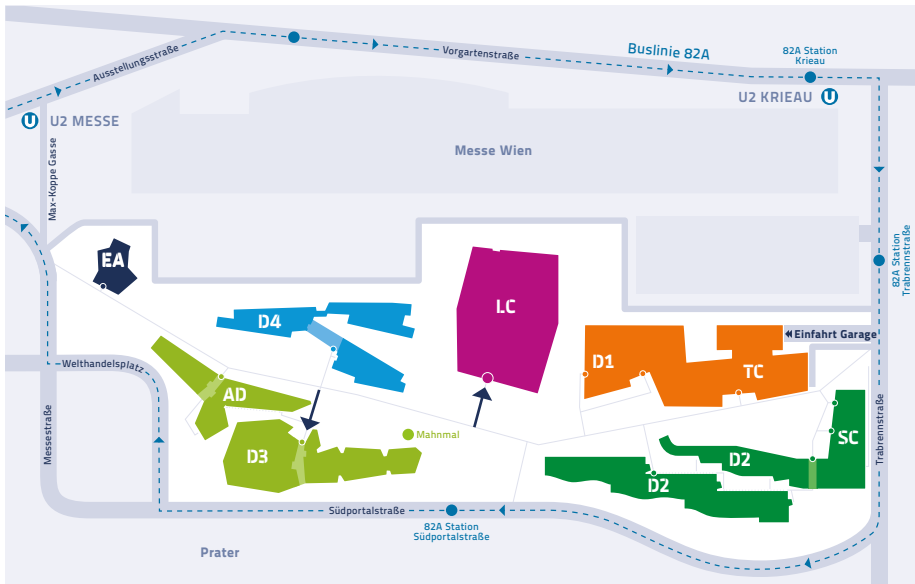 Buslinie 82A
82A Station
Krieau
Vorgartenstraße
Ausstellungsstraße
U2 KRIEAU U
U U2 MESSE
Messe Wien
Max-Koppe Gasse
82A Station
Trabrennstraße
EA
D4
LC
Einfahrt Garage
D1
TC
Welthandelsplatz
AD
Mahnmal
SC
D3
D2
D2
Messestraße
Trabrennstraße
Südportalstraße
82A Station
Südportalstraße
Prater